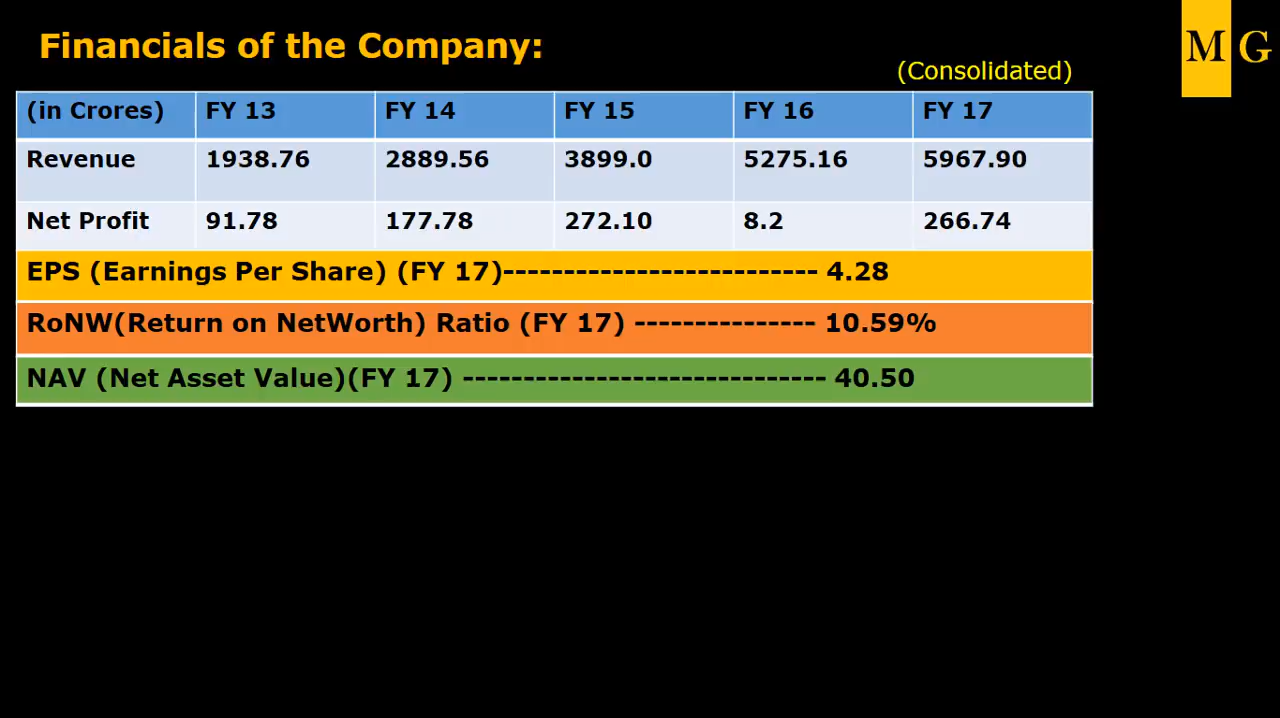 Financials of the Company:
M G
(Consolidated)
(in Crores) FY 13 FY 14 FY 15 FY 16 FY 17
Revenue 1938.76 2889.56 3899.0 5275.16 5967.90
Net Profit 91.78 177.78 272.10 8.2 266.74
EPS (Earnings Per Share) (FY 17)-------------------------- 4.28
RoNW(Return on NetWorth) Ratio (FY 17) --------------- 10.59%
NAV (Net Asset Value)(FY 17) ------------------------------ 40.50